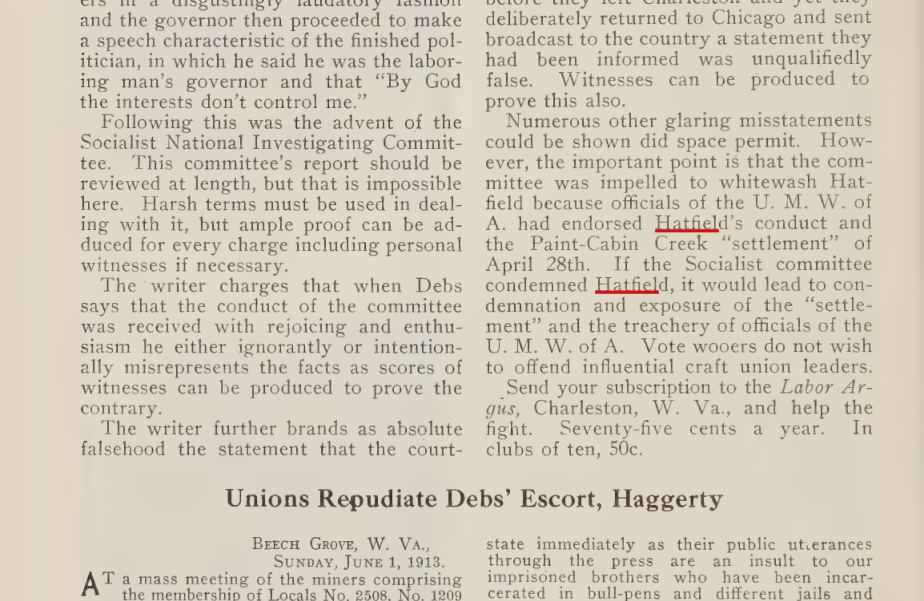 ers in a disgustingly laudatory fashion
and the governor then proceeded to make
a speech characteristic of the finished pol-
itician, in which he said he was the labor-
ing man's governor and that “By God
the interests don't control me.”
Following this was the advent of the
Socialist National Investigating Commit-
tee. This committee's report should be
reviewed at length, but that is impossible
here. Harsh terms must be used in deal-
ing with it, but ample proof can be ad-
duced for every charge including personal
witnesses if necessary.
The writer charges that when Debs
says that the conduct of the committee
was received with rejoicing and enthu-
siasm he either ignorantly or intention-
ally misrepresents the facts as scores of
witnesses can be produced to prove the
contrary.
The writer further brands as absolute
falsehood the statement that the court-
before they left Charleston and yet they
deliberately returned to Chicago and sent
broadcast to the country a statement they
had been informed was unqualifiedly
false. Witnesses can be produced to
prove this also.
Numerous other glaring misstatements
could be shown did space permit. How-
ever, the important point is that the com-
mittee was impelled to whitewash Hat-
field because officials of the U. M. W. of
A. had endorsed Hatfield's conduct and
the Paint-Cabin Creek “settlement” of
April 28th. If the Socialist committee
condemned Hatfield, it would lead to con-
demnation and exposure of the “settle-
ment” and the treachery of officials of the
U. M. W. of A. Vote wooers do not wish
to offend influential craft union leaders.
Send your subscription to the Labor Ar-
gus, Charleston, W. Va., and help the
fight. Seventy-five cents a year. In
clubs of ten, 50c.
Unions Repudiate Debs' Escort, Haggerty
BEECH GROVE, W. VA.,
SUNDAY, JUNE 1, 1913.
AT a mass meeting of the miners comprising
the membership of Locals No. 2508, No. 1209
state immediately as their public utterances
through the press are an insult to our
imprisoned brothers who have been incar-
cerated in bull-pens and different jails and